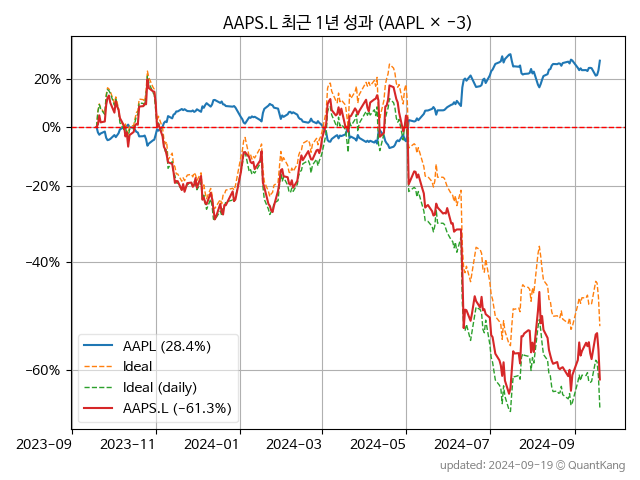 AAPS.L 최근 1년 성과 (AAPL × −3)
20%
0%
−20%
−40%
−60%
AAPL (28.4%)
Ideal
Ideal (daily)
AAPS.L (−61.3%)
2023-09
2023-11
2024-01
2024-03
2024-05
2024-07
2024-09
updated: 2024-09-19 © QuantKang